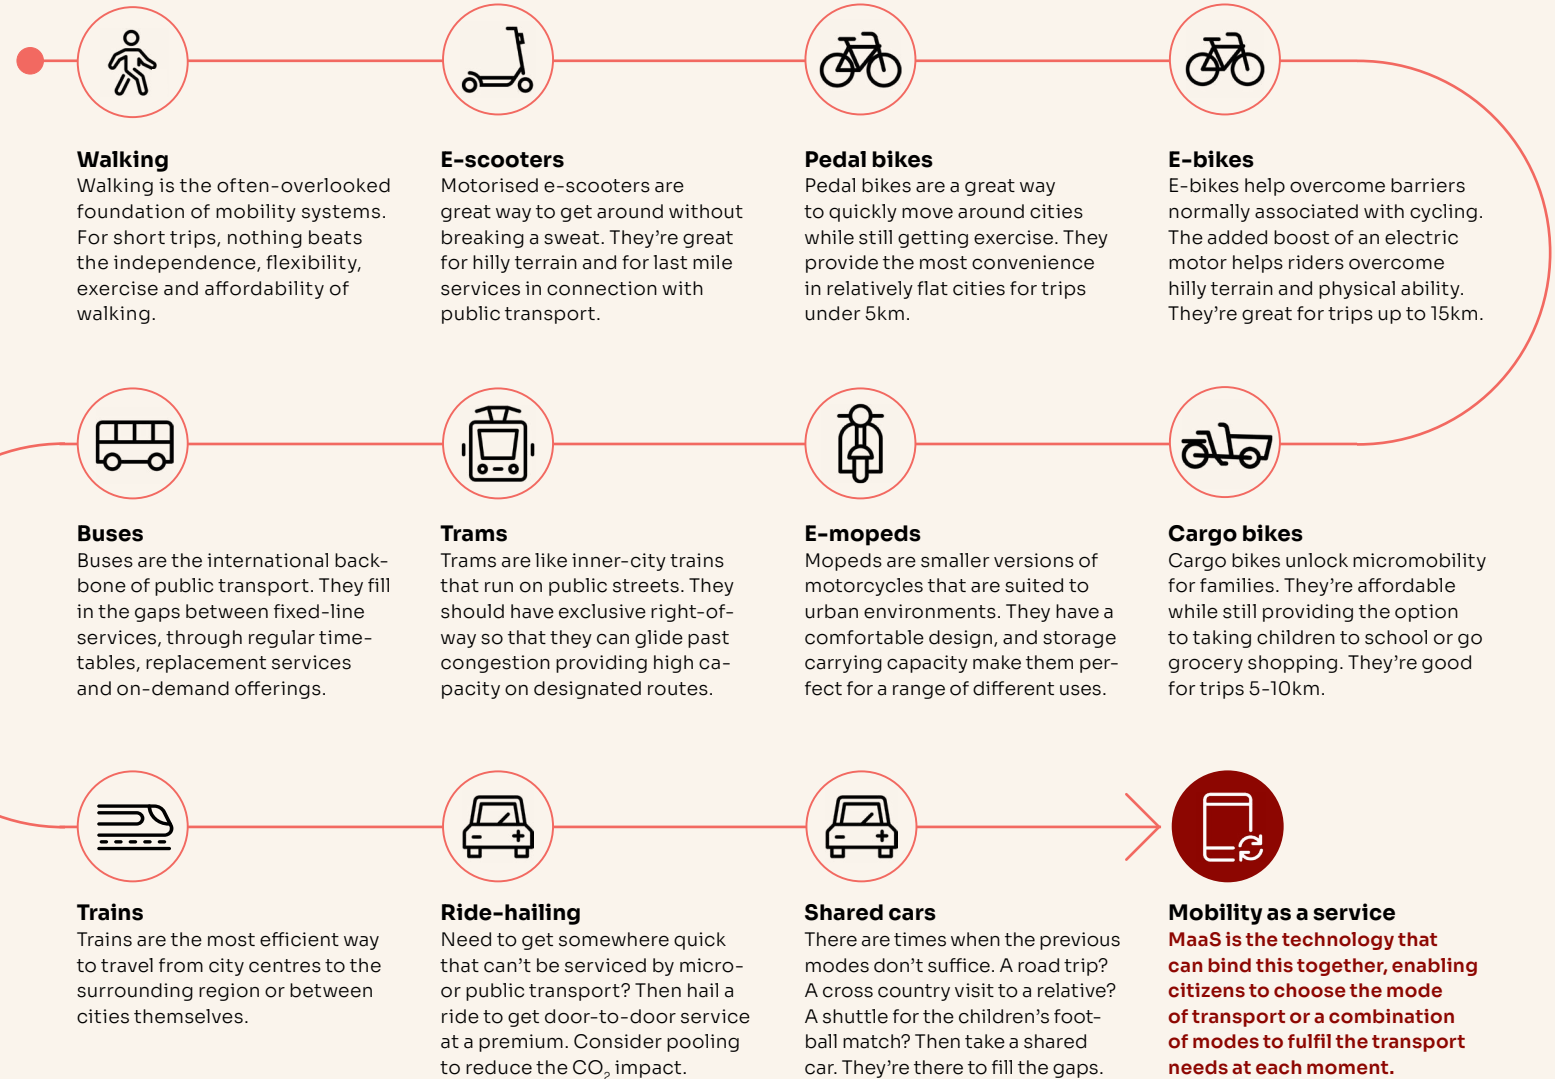 Walking
Walking is the often-overlooked
foundation of mobility systems.
For short trips, nothing beats
the independence, flexibility,
exercise and affordability of
walking.
E-scooters
Motorised e-scooters are
great way to get around without
breaking a sweat. They’re great
for hilly terrain and for last mile
services in connection with
public transport.
Pedal bikes
Pedal bikes are a great way
to quickly move around cities
while still getting exercise. They
provide the most convenience
in relatively flat cities for trips
under 5km.
E-bikes
E-bikes help overcome barriers
normally associated with cycling.
The added boost of an electric
motor helps riders overcome
hilly terrain and physical ability.
They’re great for trips up to 15km.
Buses
Buses are the international back-
bone of public transport. They fill
in the gaps between fixed-line
services, through regular time-
tables, replacement services
and on-demand offerings.
Trams
Trams are like inner-city trains
that run on public streets. They
should have exclusive right-of-
way so that they can glide past
congestion providing high ca-
pacity on designated routes.
E-mopeds
Mopeds are smaller versions of
motorcycles that are suited to
urban environments. They have a
comfortable design, and storage
carrying capacity make them per-
fect for a range of different uses.
Cargo bikes
Cargo bikes unlock micromobility
for families. They’re affordable
while still providing the option
to taking children to school or go
grocery shopping. They’re good
for trips 5-10km.
Trains
Trains are the most efficient way
to travel from city centres to the
surrounding region or between
cities themselves.
Ride-hailing
Need to get somewhere quick
that can’t be serviced by micro-
or public transport? Then hail a
ride to get door-to-door service
at a premium. Consider pooling
to reduce the CO₂ impact.
Shared cars
There are times when the previous
modes don’t suffice. A road trip?
A cross country visit to a relative?
A shuttle for the children’s foot-
ball match? Then take a shared
car. They’re there to fill the gaps.
Mobility as a service
MaaS is the technology that
can bind this together, enabling
citizens to choose the mode
of transport or a combination
of modes to fulfil the transport
needs at each moment.